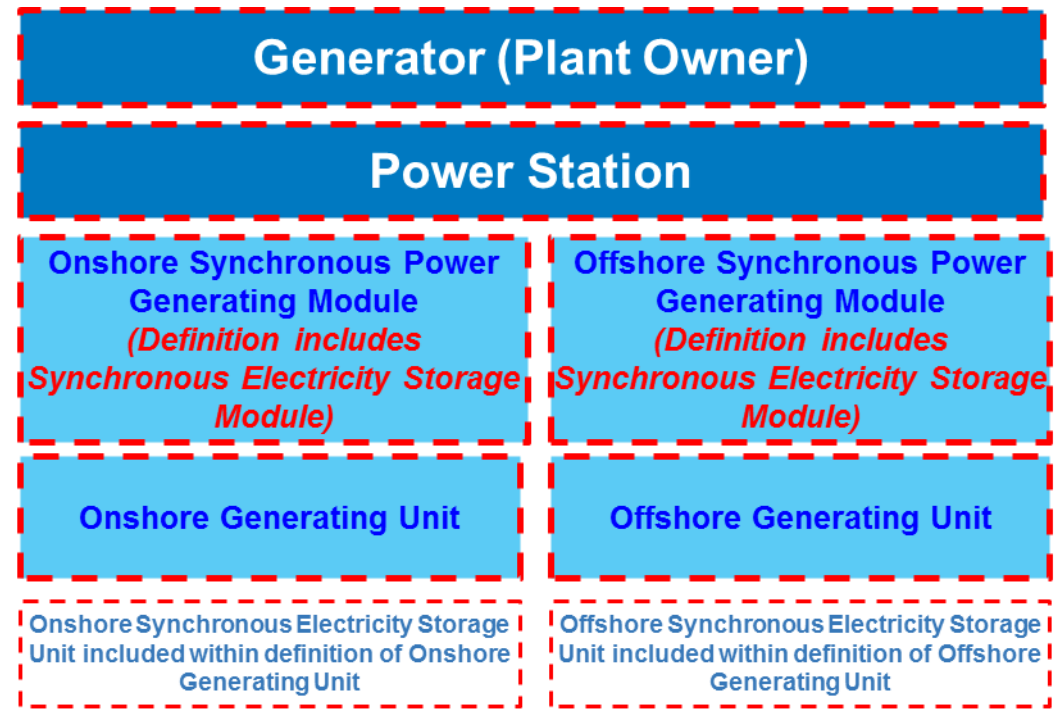 Generator (Plant Owner)
Power Station
Onshore Synchronous Power
Generating Module
(Definition includes
Synchronous Electricity Storage
Module)
Offshore Synchronous Power
Generating Module
(Definition includes
Synchronous Electricity Storage
Module)
Onshore Generating Unit
Offshore Generating Unit
Onshore Synchronous Electricity Storage
Unit included within definition of Onshore
Generating Unit
Offshore Synchronous Electricity Storage
Unit included within definition of Offshore
Generating Unit